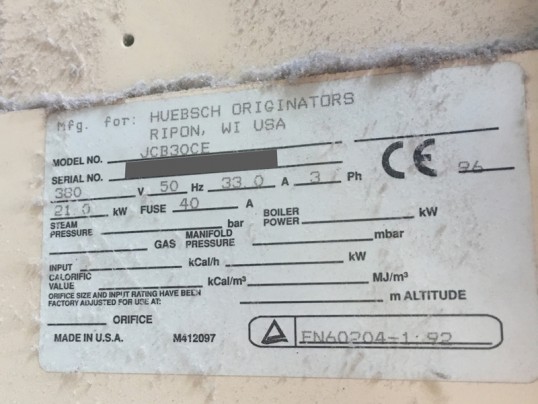 Mfg. for: HUEBSCH ORIGINATORS
RIPON, WI USA
MODEL NO. JCB30CE
SERIAL NO.
CE 96
380 V 50 Hz 33.0 A 3 Ph
21.0 kW FUSE 40 A
STEAM PRESSURE bar BOILER POWER kW
GAS MANIFOLD PRESSURE mbar
INPUT kCal/h kW
CALORIFIC VALUE kCal/m³ MJ/m³
ORIFICE SIZE AND INPUT RATING HAVE BEEN
FACTORY ADJUSTED FOR USE AT: m ALTITUDE
ORIFICE
MADE IN U.S.A. M412097 EN60204-1:92